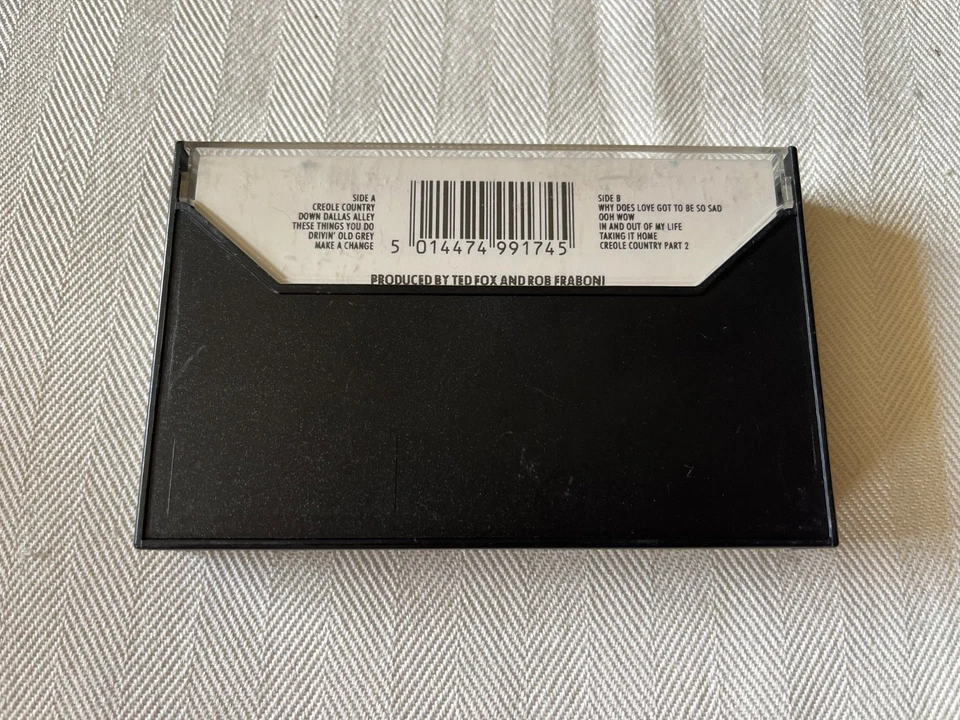 SIDE A
CREOLE COUNTRY
DOWN DALLAS ALLEY
THESE THINGS YOU DO
DRIVIN' OLD GREY
MAKE A CHANGE
5 014474 991745
SIDE B
WHY DOES LOVE GOT TO BE SO SAD
OOH WOW
IN AND OUT OF MY LIFE
TAKING IT HOME
CREOLE COUNTRY PART 2
PRODUCED BY TED FOX AND ROB FRABONI